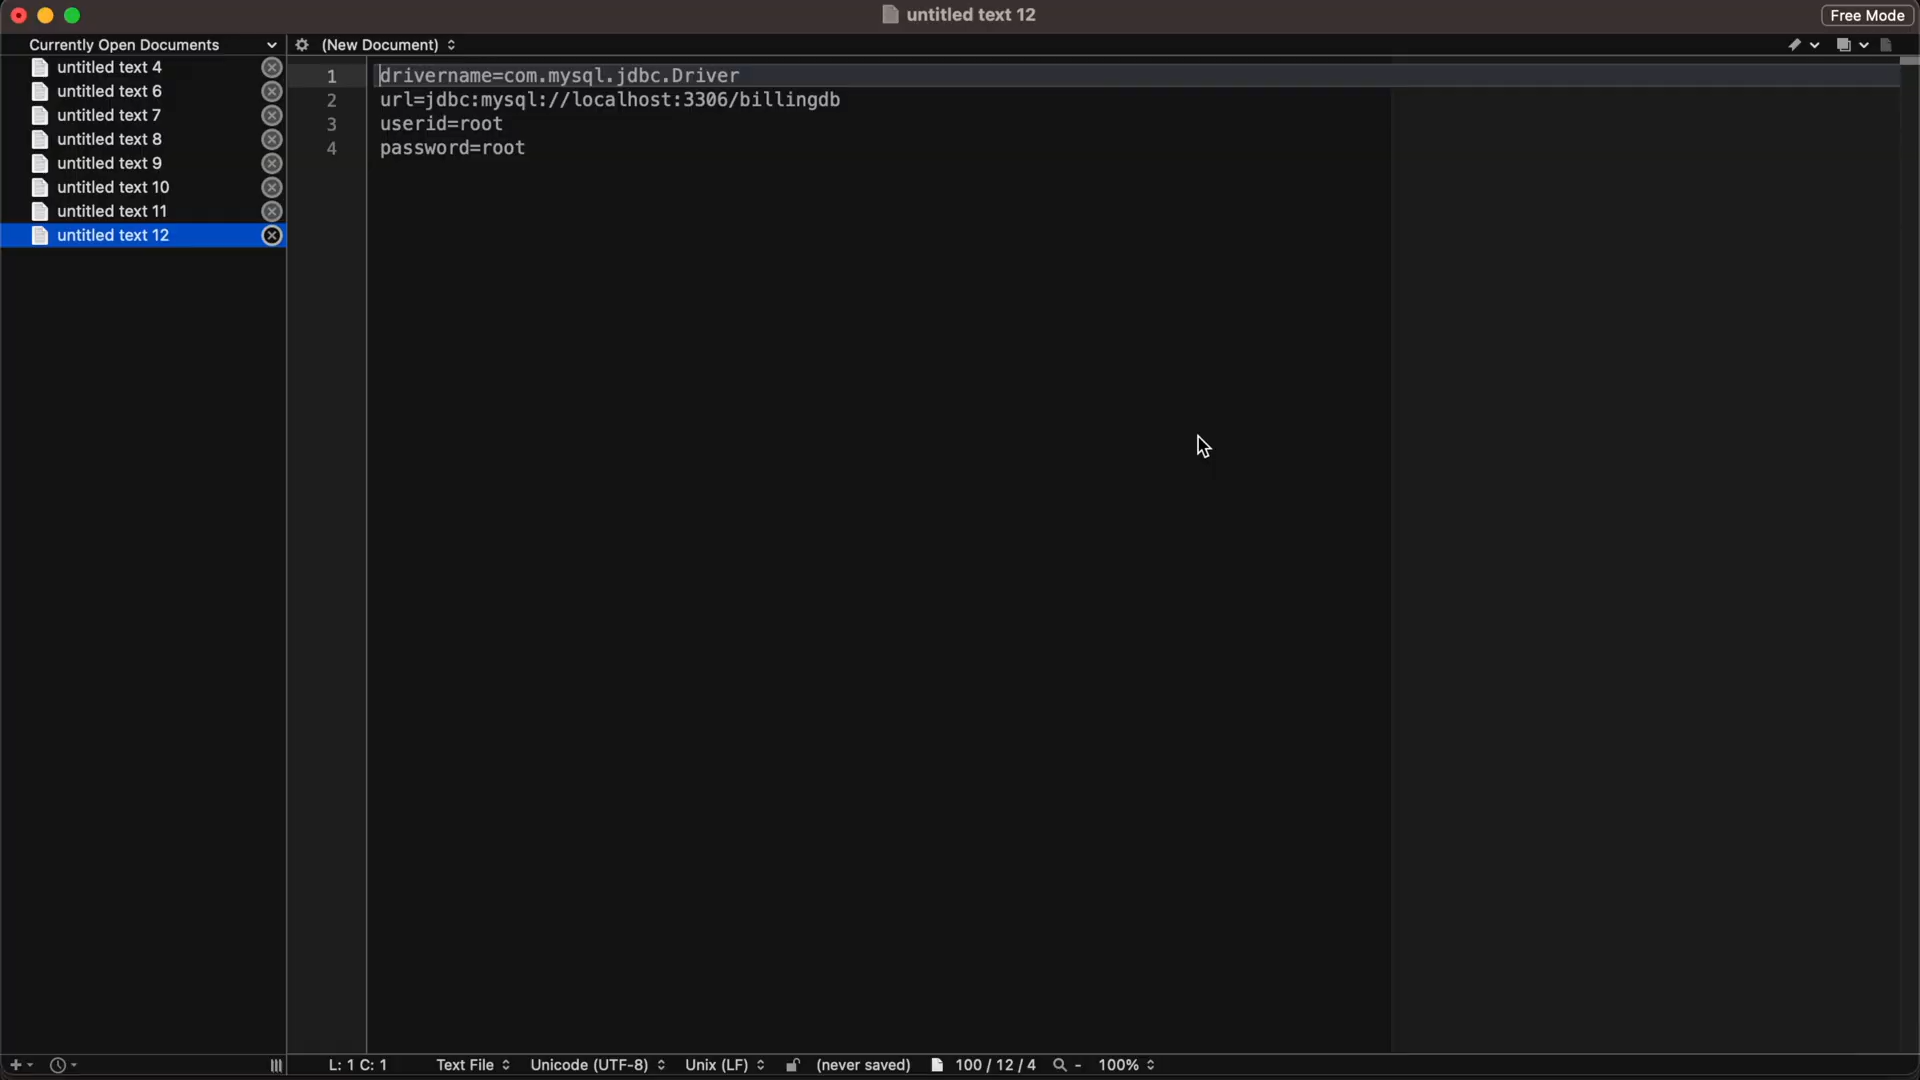 untitled text 12
Free Mode
Currently Open Documents
(New Document)
untitled text 4
untitled text 6
untitled text 7
untitled text 8
untitled text 9
untitled text 10
untitled text 11
untitled text 12
1 drivername=com.mysql.jdbc.Driver
2 url=jdbc:mysql://localhost:3306/billingdb
3 userid=root
4 password=root
L: 1 C: 1 Text File Unicode (UTF-8) Unix (LF) (never saved) 100 / 12 / 4 - 100%